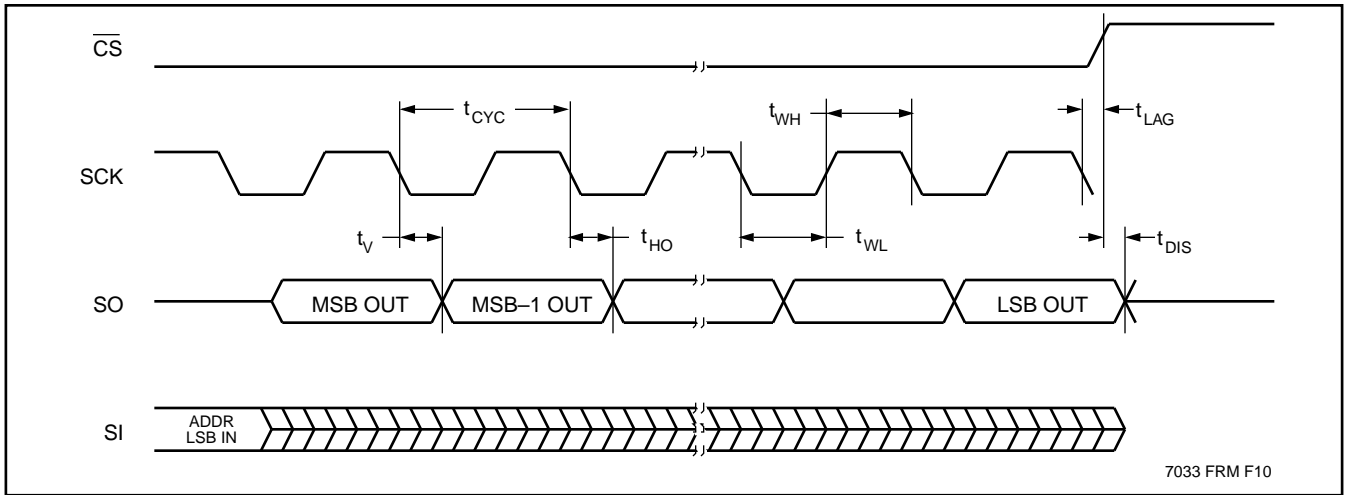 CS
tCYC
tWH
tLAG
SCK
tV
tHO
tWL
tDIS
SO
MSB OUT
MSB–1 OUT
LSB OUT
SI
ADDR
LSB IN
7033 FRM F10